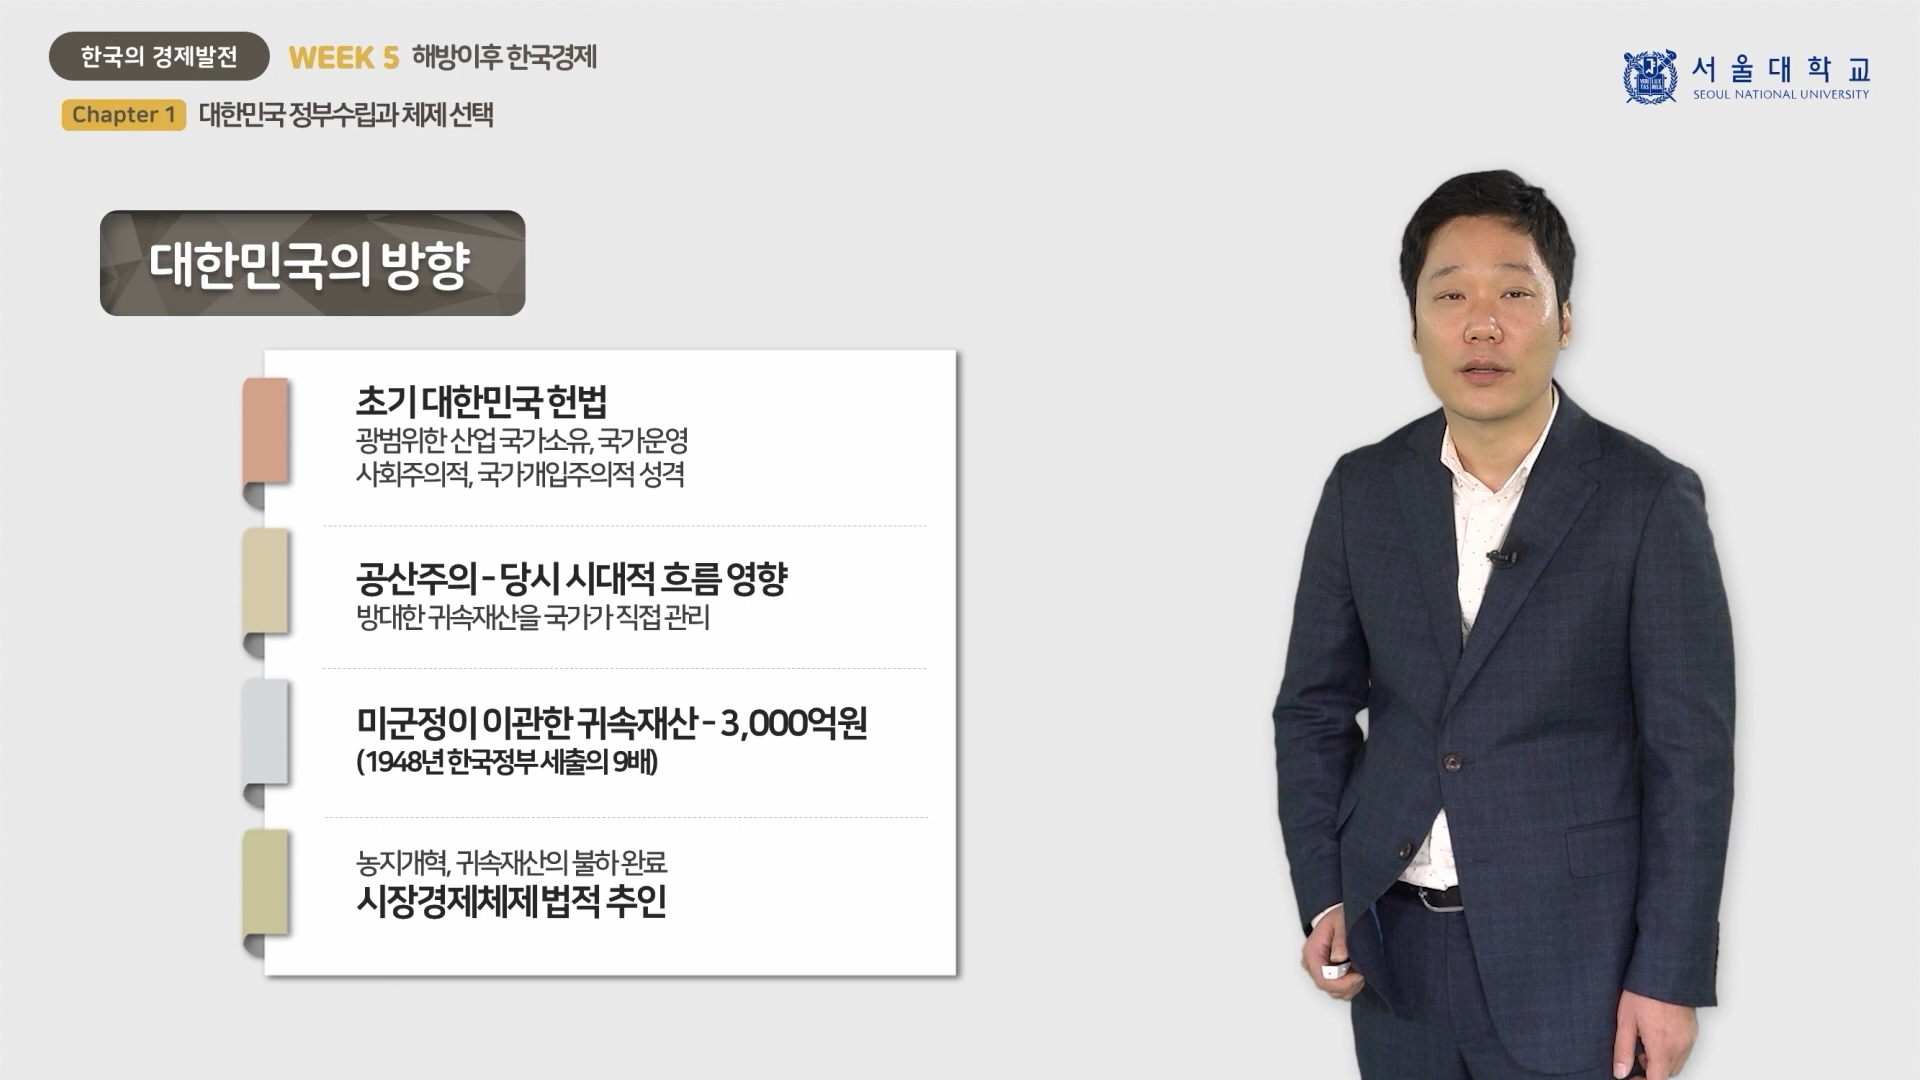 한국의 경제발전
WEEK 5 해방이후 한국경제
Chapter 1 대한민국 정부수립과 체제 선택
서울대학교
SEOUL NATIONAL UNIVERSITY
대한민국의 방향
초기 대한민국 헌법
광범위한 산업 국가소유, 국가운영
사회주의적, 국가개입주의적 성격
공산주의 - 당시 시대적 흐름 영향
방대한 귀속재산을 국가가 직접 관리
미군정이 이관한 귀속재산 - 3,000억원
(1948년 한국정부 세출의 9배)
농지개혁, 귀속재산의 불하 완료
시장경제체제 법적 추인